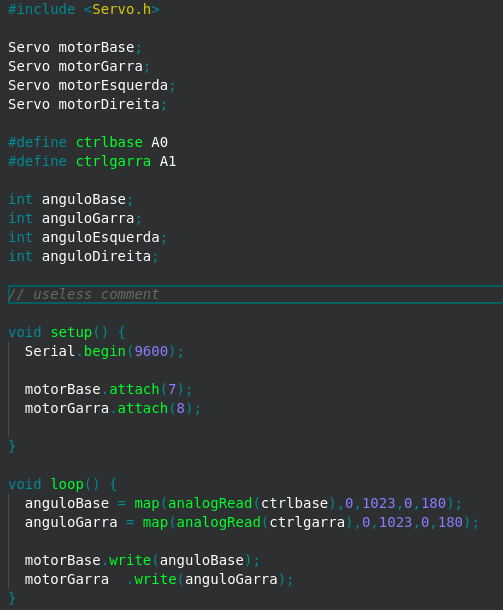 #include <Servo.h>
Servo motorBase;
Servo motorGarra;
Servo motorEsquerda;
Servo motorDireita;
#define ctrlbase A0
#define ctrlgarra A1
int anguloBase;
int anguloGarra;
int anguloEsquerda;
int anguloDireita;
// useless comment
void setup() {
  Serial.begin(9600);
  motorBase.attach(7);
  motorGarra.attach(8);
}
void loop() {
  anguloBase = map(analogRead(ctrlbase),0,1023,0,180);
  anguloGarra = map(analogRead(ctrlgarra),0,1023,0,180);
  motorBase.write(anguloBase);
  motorGarra  .write(anguloGarra);
}